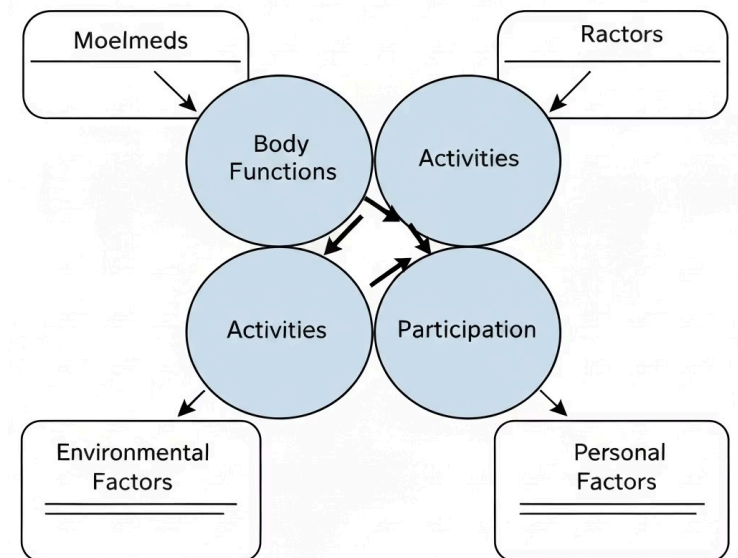 Moelmeds
Ractors
Body
Functions
Activities
Activities
Participation
Environmental
Factors
Personal
Factors